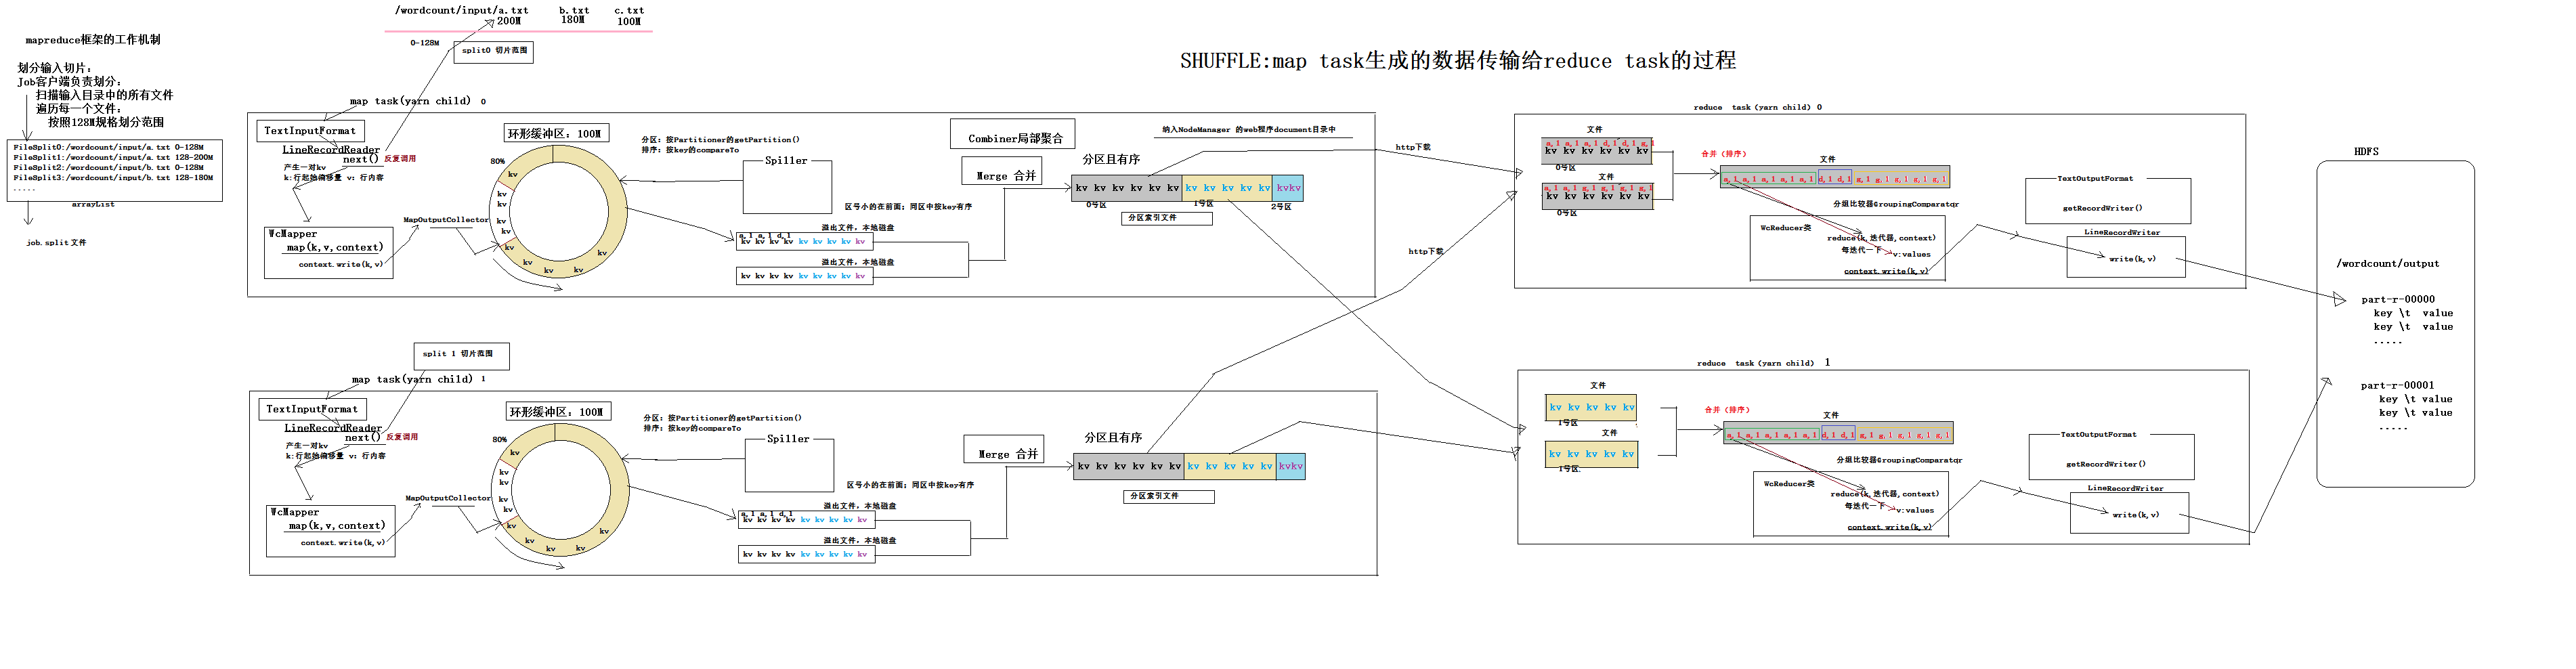 /wordcount/input/a.txt b.txt c.txt
200M 180M 100M
mapreduce框架的工作机制
0-128M
split0 切片范围
SHUFFLE:map task生成的数据传输给reduce task的过程
划分输入切片：
Job客户端负责划分：
扫描输入目录中的所有文件
遍历每一个文件：
按照128M规格划分范围
FileSplit0:/wordcount/input/a.txt 0-128M
FileSplit1:/wordcount/input/a.txt 128-200M
FileSplit2:/wordcount/input/b.txt 0-128M
FileSplit3:/wordcount/input/b.txt 128-180M
.....
arrayList
job.split文件
map task(yarn child) 0
TextInputFormat
LineRecordReader
next() 反复调用
产生一对kv
k:行起始偏移量 v: 行内容
WcMapper
map(k,v,context)
context.write(k,v)
MapOutputCollector
环形缓冲区：100M
80%
kv
kv
kv
kv
kv
kv
kv
kv
kv
分区：按Partitioner的getPartition()
排序：按key的compareTo
Spiller
区号小的在前面；同区中按key有序
溢出文件，本地磁盘
a,1 a,1 d,1
kv kv kv kv kv kv kv kv kv
溢出文件，本地磁盘
kv kv kv kv kv kv kv kv kv
Combiner局部聚合
Merge 合并
纳入NodeManager 的web程序document目录中
分区且有序
kv kv kv kv kv kv kv kv kv kv kv kvkv
0号区 1号区 2号区
分区索引文件
http下载
http下载
reduce task（yarn child）0
文件
a,1 a,1 a,1 d,1 d,1 g,1
kv kv kv kv kv kv
0号区
文件
a,1 a,1 g,1 g,1 g,1 g,1
kv kv kv kv kv kv
0号区
合并（排序）
文件
a,1 a,1 a,1 a,1 a,1 d,1 d,1 g,1 g,1 g,1 g,1 g,1
分组比较器GroupingComparator
WcReducer类
reduce(k,迭代器,context)
每迭代一下
v:values
context.write(k,v)
TextOutputFormat
getRecordWriter()
LineRecordWriter
write(k,v)
HDFS
/wordcount/output
part-r-00000
key \t value
key \t value
.....
part-r-00001
key \t value
key \t value
.....
split 1 切片范围
map task(yarn child) 1
TextInputFormat
LineRecordReader
next() 反复调用
产生一对kv
k:行起始偏移量 v: 行内容
WcMapper
map(k,v,context)
context.write(k,v)
MapOutputCollector
环形缓冲区：100M
80%
kv
kv
kv
kv
kv
kv
kv
kv
kv
分区：按Partitioner的getPartition()
排序：按key的compareTo
Spiller
区号小的在前面；同区中按key有序
溢出文件，本地磁盘
a,1 a,1 d,1
kv kv kv kv kv kv kv kv kv
溢出文件，本地磁盘
kv kv kv kv kv kv kv kv kv
Merge 合并
分区且有序
kv kv kv kv kv kv kv kv kv kv kv kvkv
分区索引文件
reduce task（yarn child） 1
文件
kv kv kv kv kv
1号区
文件
kv kv kv kv kv
1号区
合并（排序）
文件
a,1 a,1 a,1 a,1 a,1 d,1 d,1 g,1 g,1 g,1 g,1 g,1
分组比较器GroupingComparator
WcReducer类
reduce(k,迭代器,context)
每迭代一下
v:values
context.write(k,v)
TextOutputFormat
getRecordWriter()
LineRecordWriter
write(k,v)